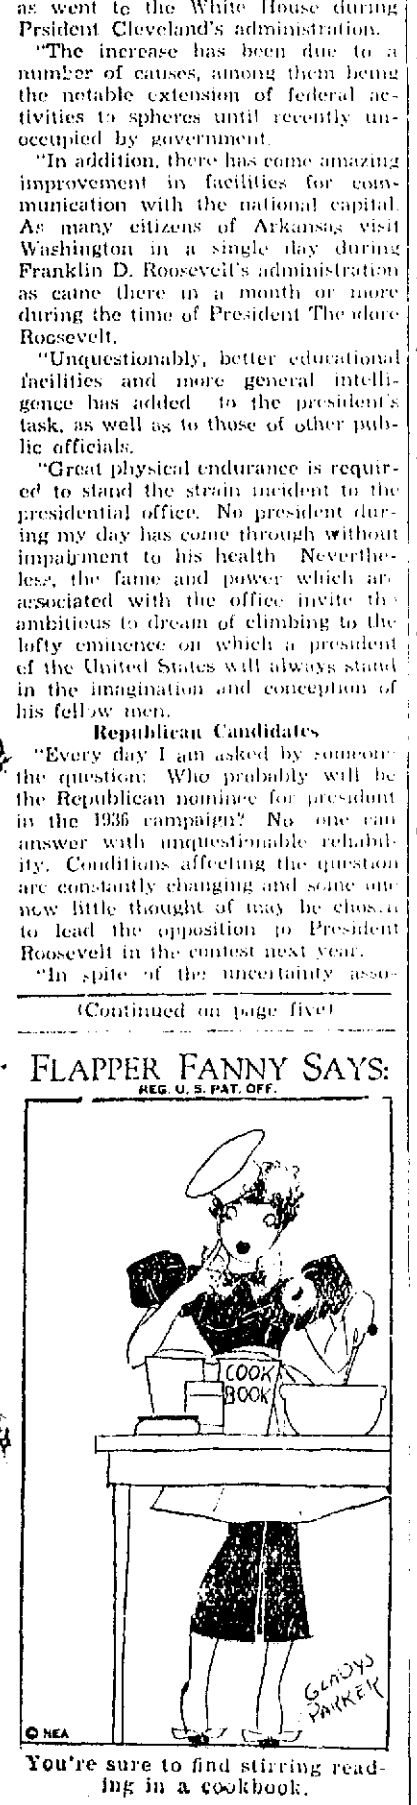 as went to the White House during
Prsident Cleveland's administration.
"The increase has been due to a
number of causes, among them being
the notable extension of federal ac-
tivities to spheres until recently un-
occupied by government.
"In addition, there has come amazing
improvement in facilities for com-
munication with the national capital.
As many citizens of Arkansas visit
Washington in a single day during
Franklin D. Roosevelt's administration
as came there in a month or more
during the time of President Theodore
Roosevelt.
"Unquestionably, better educational
facilities and more general intelli-
gence has added to the president's
task, as well as to those of other pub-
lic officials.
"Great physical endurance is requir-
ed to stand the strain incident to the
presidential office. No president dur-
ing my day has come through without
impairment to his health. Neverthe-
less, the fame and power which are
associated with the office invite the
ambitious to dream of climbing to the
lofty eminence on which a president
of the United States will always stand
in the imagination and conception of
his fellow men.
Republican Candidates
"Every day I am asked by someone
the question: Who probably will be
the Republican nominee for president
in the 1936 campaign? No one can
answer with unquestionable reliabil-
ity. Conditions affecting the question
are constantly changing and some one
now little thought of may be chosen
to lead the opposition to President
Roosevelt in the contest next year.
"In spite of the uncertainty asso-
(Continued on page five)
FLAPPER FANNY SAYS:
REG. U. S. PAT. OFF.
COOK
BOOK
GLADYS
PARKER
© NEA
You're sure to find stirring read-
ing in a cookbook.